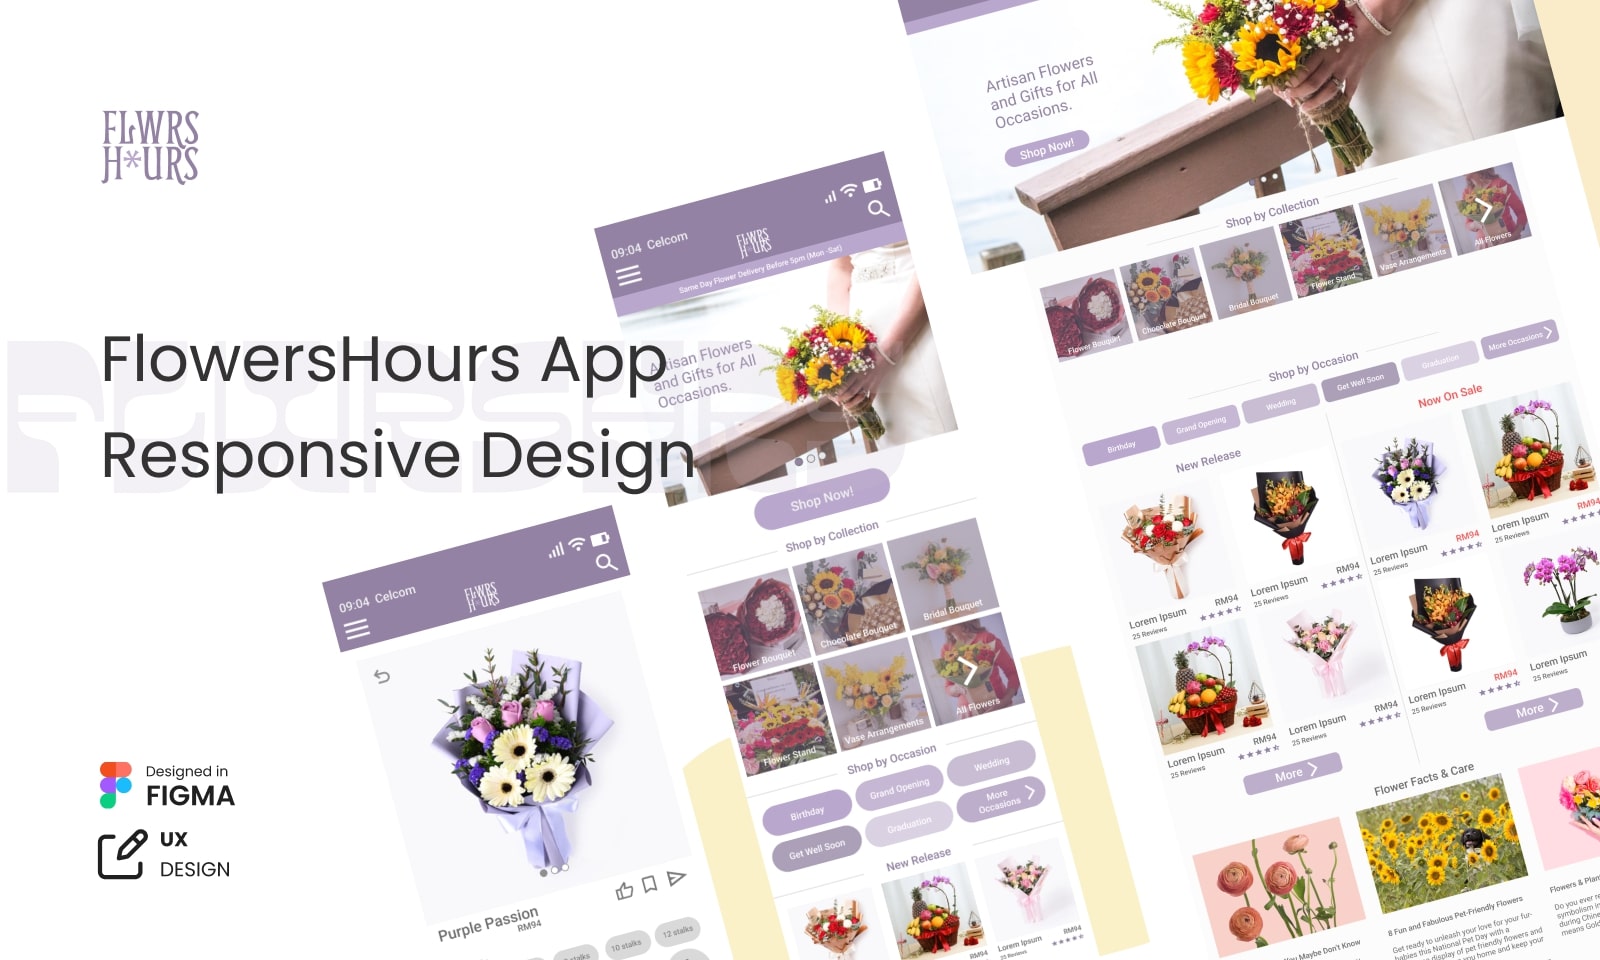 FLWRS
H*URS
FlowersHours App
Responsive Design
Designed in
FIGMA
UX
DESIGN
09:04 Celcom
FLWRS
H*URS
Purple Passion
RM94
10 stalks
12 stalks
09:04 Celcom
FLWRS
H*URS
Same Day Flower Delivery Before 5pm (Mon -Sat)
Artisan Flowers
and Gifts for All
Occasions.
Shop Now!
Shop by Collection
Flower Bouquet
Chocolate Bouquet
Bridal Bouquet
Flower Stand
Vase Arrangements
All Flowers
Shop by Occasion
Birthday
Grand Opening
Wedding
Get Well Soon
Graduation
More
Occasions
New Release
Lorem Ipsum
RM94
25 Reviews
Artisan Flowers
and Gifts for All
Occasions.
Shop Now!
Shop by Collection
Flower Bouquet
Chocolate Bouquet
Bridal Bouquet
Flower Stand
Vase Arrangements
All Flowers
Shop by Occasion
Birthday
Grand Opening
Wedding
Get Well Soon
Graduation
More Occasions
New Release
Lorem Ipsum
RM94
25 Reviews
Lorem Ipsum
RM94
25 Reviews
Lorem Ipsum
RM94
25 Reviews
Lorem Ipsum
RM94
25 Reviews
More
Now On Sale
Lorem Ipsum
RM94
25 Reviews
Lorem Ipsum
RM94
25 Reviews
Lorem Ipsum
RM94
25 Reviews
Lorem Ipsum
25 Reviews
More
Flower Facts & Care
You Maybe Don't Know
8 Fun and Fabulous Pet-Friendly Flowers
Get ready to unleash your love for your fur-
babies this National Pet Day with a
display of pet friendly flowers and
you home and keep your
Flowers & Plan
Do you ever re
symbolism in
during Chine
means Gold